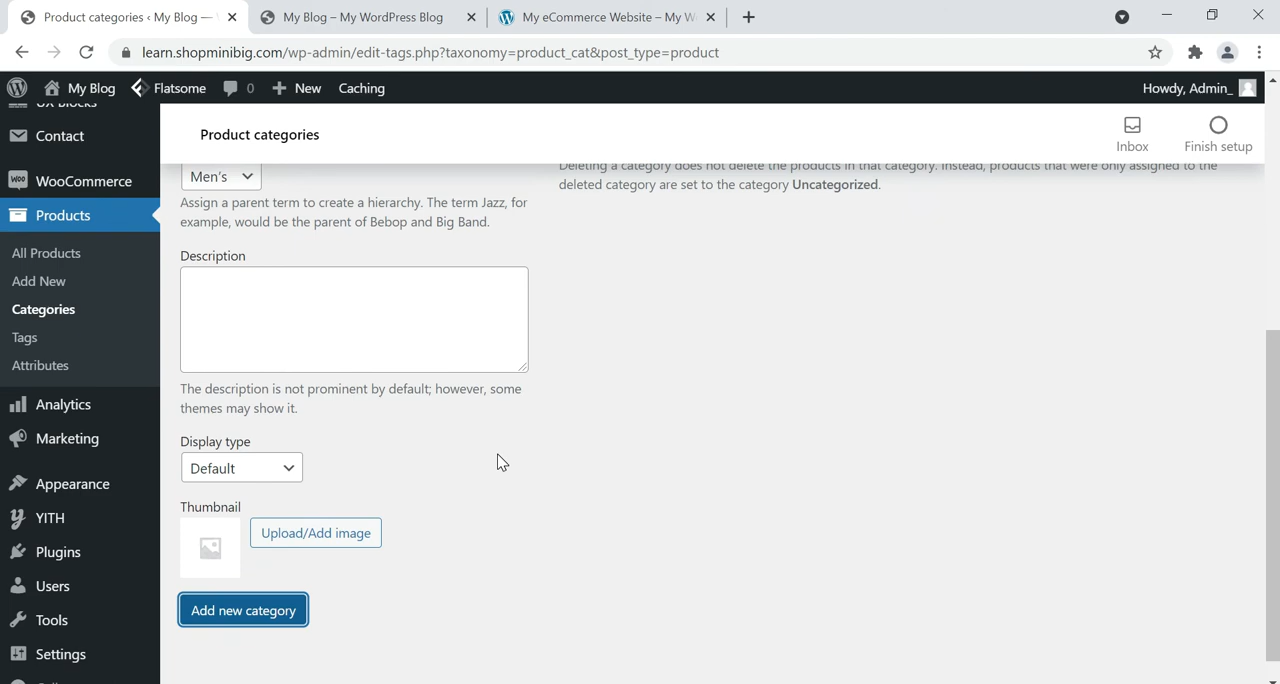 Product categories ‹ My Blog —
My Blog – My WordPress Blog
My eCommerce Website – My W
learn.shopminibig.com/wp-admin/edit-tags.php?taxonomy=product_cat&post_type=product
My Blog
Flatsome
0
New
Caching
Howdy, Admin_
UX Blocks
Contact
WooCommerce
Products
All Products
Add New
Categories
Tags
Attributes
Analytics
Marketing
Appearance
YITH
Plugins
Users
Tools
Settings
Product categories
Inbox
Finish setup
Men's
Assign a parent term to create a hierarchy. The term Jazz, for
example, would be the parent of Bebop and Big Band.
Description
The description is not prominent by default; however, some
themes may show it.
Display type
Default
Thumbnail
Upload/Add image
Add new category
Deleting a category does not delete the products in that category. Instead, products that were only assigned to the
deleted category are set to the category Uncategorized.